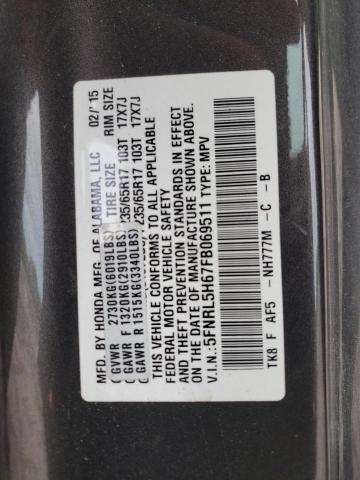 MFD. BY HONDA MFG. OF ALABAMA, LLC 02/'15
TIRE SIZE RIM SIZE
( GVWR 2730KG(6019LBS)
( GAWR F 1320KG(2910LBS) 235/65R17 103T 17X7J
( GAWR R 1515KG(3340LBS) 235/65R17 103T 17X7J
THIS VEHICLE CONFORMS TO ALL APPLICABLE
FEDERAL MOTOR VEHICLE SAFETY
AND THEFT PREVENTION STANDARDS IN EFFECT
ON THE DATE OF MANUFACTURE SHOWN ABOVE.
V.I.N.: 5FNRL5H67FB069511 TYPE: MPV
TK8 F AF5 -NH777M - C - B